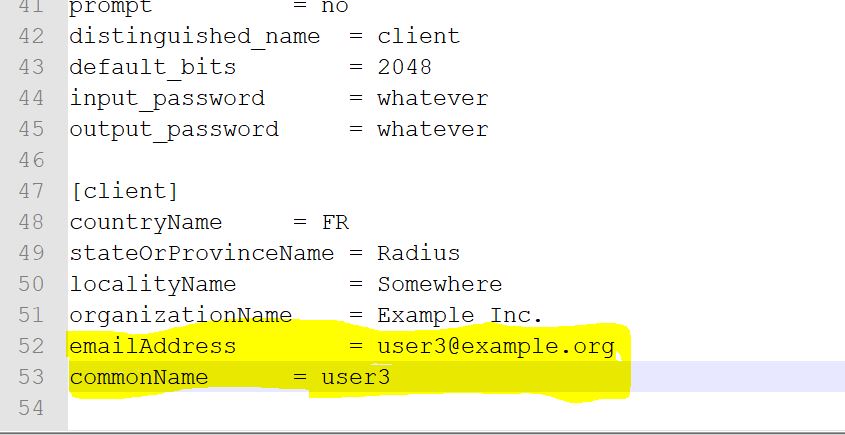 41 prompt = no
42 distinguished_name = client
43 default_bits = 2048
44 input_password = whatever
45 output_password = whatever
46
47 [client]
48 countryName = FR
49 stateOrProvinceName = Radius
50 localityName = Somewhere
51 organizationName = Example Inc.
52 emailAddress = user3@example.org
53 commonName = user3
54